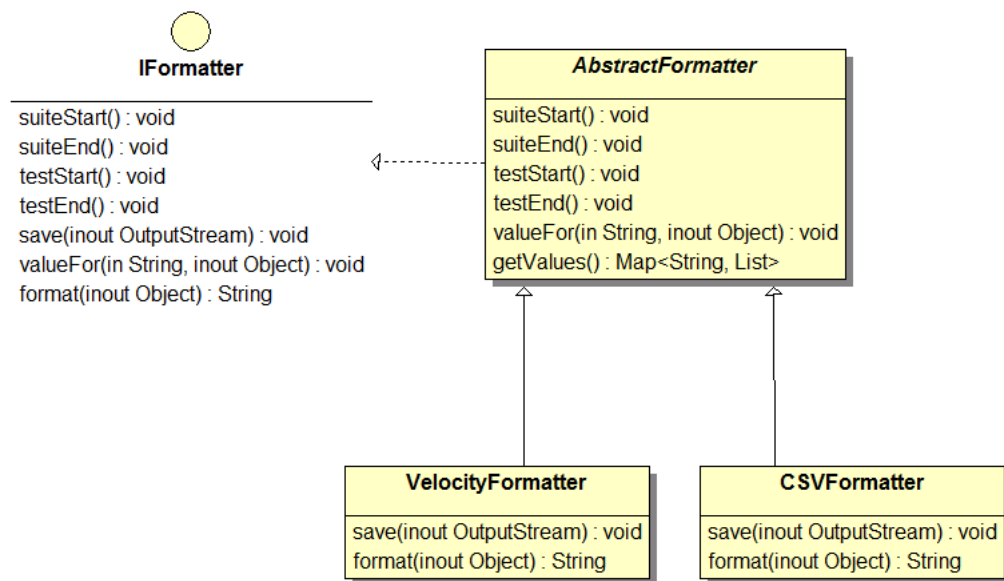 IFormatter
suiteStart() : void
suiteEnd() : void
testStart() : void
testEnd() : void
save(inout OutputStream) : void
valueFor(in String, inout Object) : void
format(inout Object) : String
AbstractFormatter
suiteStart() : void
suiteEnd() : void
testStart() : void
testEnd() : void
valueFor(in String, inout Object) : void
getValues() : Map<String, List>
VelocityFormatter
save(inout OutputStream) : void
format(inout Object) : String
CSVFormatter
save(inout OutputStream) : void
format(inout Object) : String